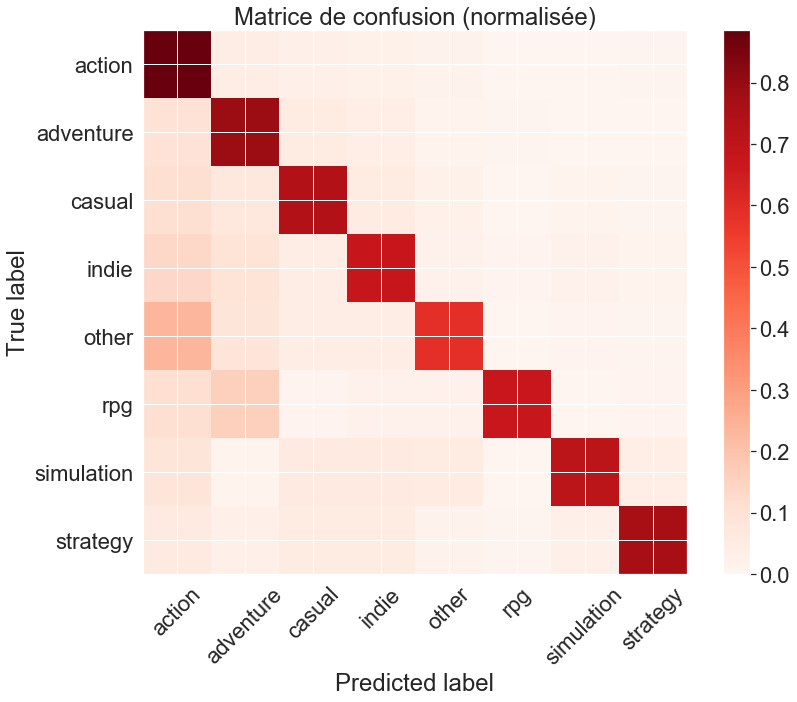 Matrice de confusion (normalisée)
True label
action
adventure
casual
indie
other
rpg
simulation
strategy
action
adventure
casual
indie
other
rpg
simulation
strategy
Predicted label
0.8
0.7
0.6
0.5
0.4
0.3
0.2
0.1
0.0